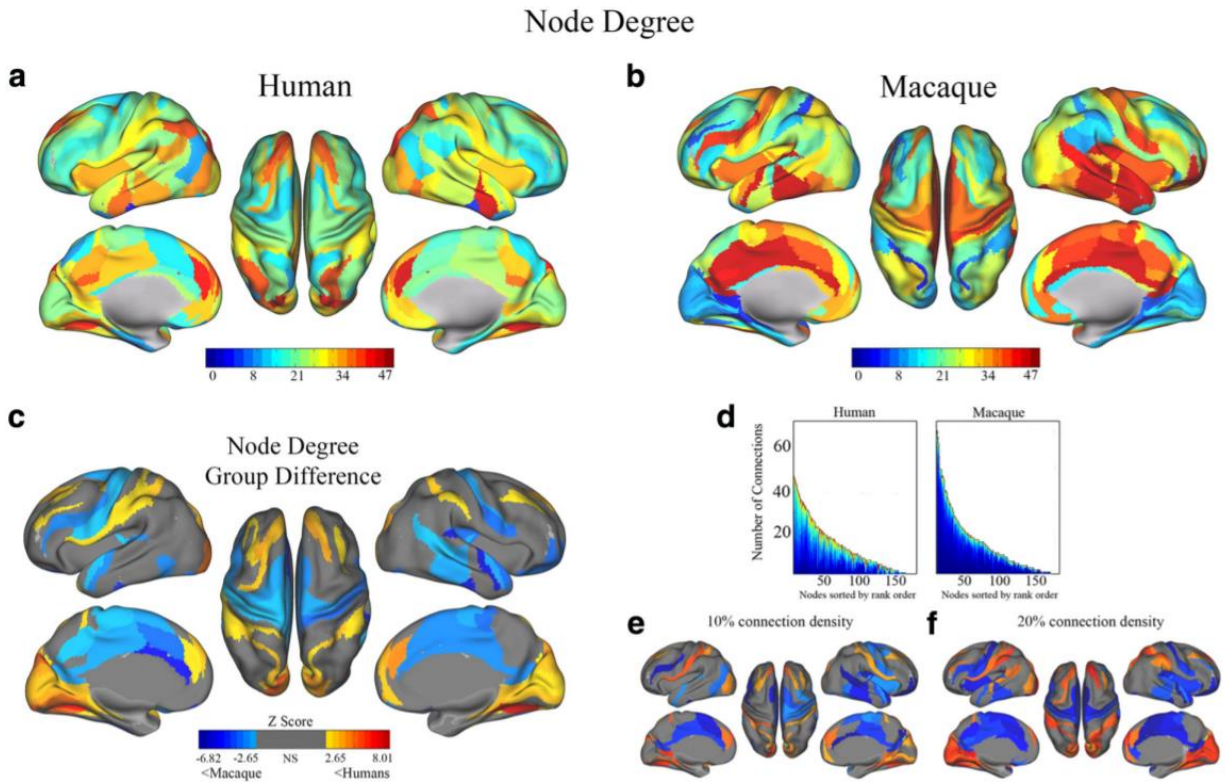 Node Degree
a
Human
b
Macaque
0 8 21 34 47
0 8 21 34 47
c
Node Degree
Group Difference
Z Score
-6.82 -2.65 NS 2.65 8.01
<Macaque <Humans
d
Human Macaque
Number of Connections
60
40
20
50 100 150 50 100 150
Nodes sorted by rank order Nodes sorted by rank order
e 10% connection density
f 20% connection density